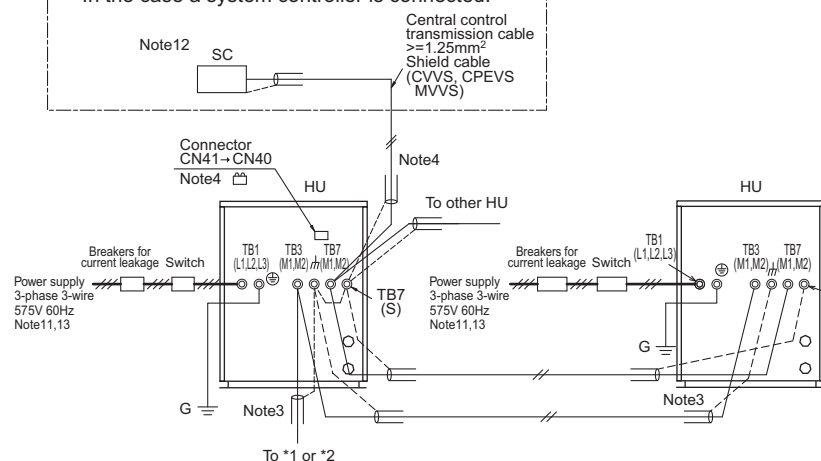 In the case a system controller is connected.
Note12
SC
Central control
transmission cable
>=1.25mm²
Shield cable
(CVVS, CPEVS
MVVS)
Connector
CN41→CN40
Note4
HU
Note4
To other HU
TB1
(L1,L2,L3)
TB3
(M1,M2)
TB7
(M1,M2)
Breakers for
current leakage
Switch
Power supply
3-phase 3-wire
575V 60Hz
Note11,13
TB7
(S)
G
Note3
To *1 or *2
HU
TB1
(L1,L2,L3)
TB3
(M1,M2)
TB7
(M1,M2)
Breakers for
current leakage
Switch
Power supply
3-phase 3-wire
575V 60Hz
Note11,13
G
Note3